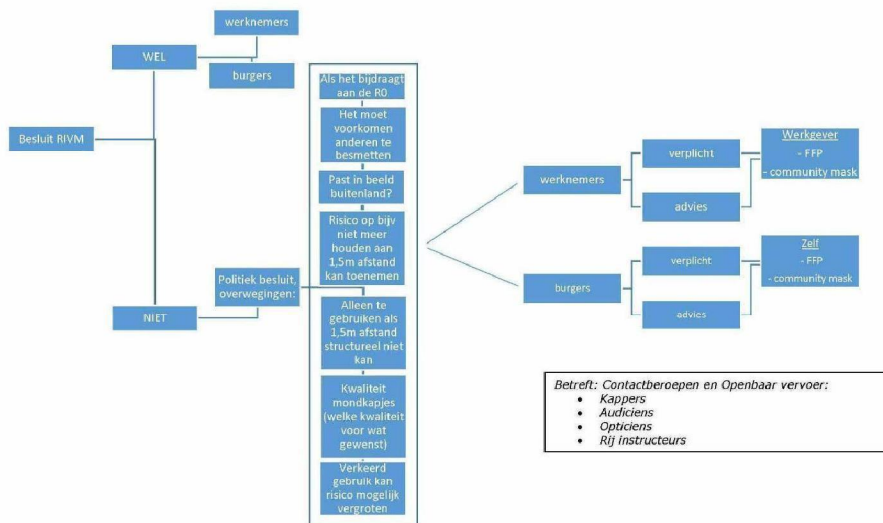 werknemers
WEL
burgers
Besluit RIVM
NIET
Politiek besluit,
overwegingen:
Als het bijdraagt
aan de R0
Het moet
voorkomen
anderen te
besmetten
Past in beeld
buitenland?
Risico op bijv
niet meer
houden aan
1,5m afstand
kan toenemen
Alleen te
gebruiken als
1,5m afstand
structureel niet
kan
Kwaliteit
mondkapjes
(welke kwaliteit
voor wat
gewenst)
Verkeerd
gebruik kan
risico mogelijk
vergroten
werknemers
verplicht
advies
Werkgever
- FFP
- community mask
burgers
verplicht
advies
Zelf
- FFP
- community mask
Betreft: Contactberoepen en Openbaar vervoer:
• Kappers
• Audiciens
• Opticiens
• Rij instructeurs